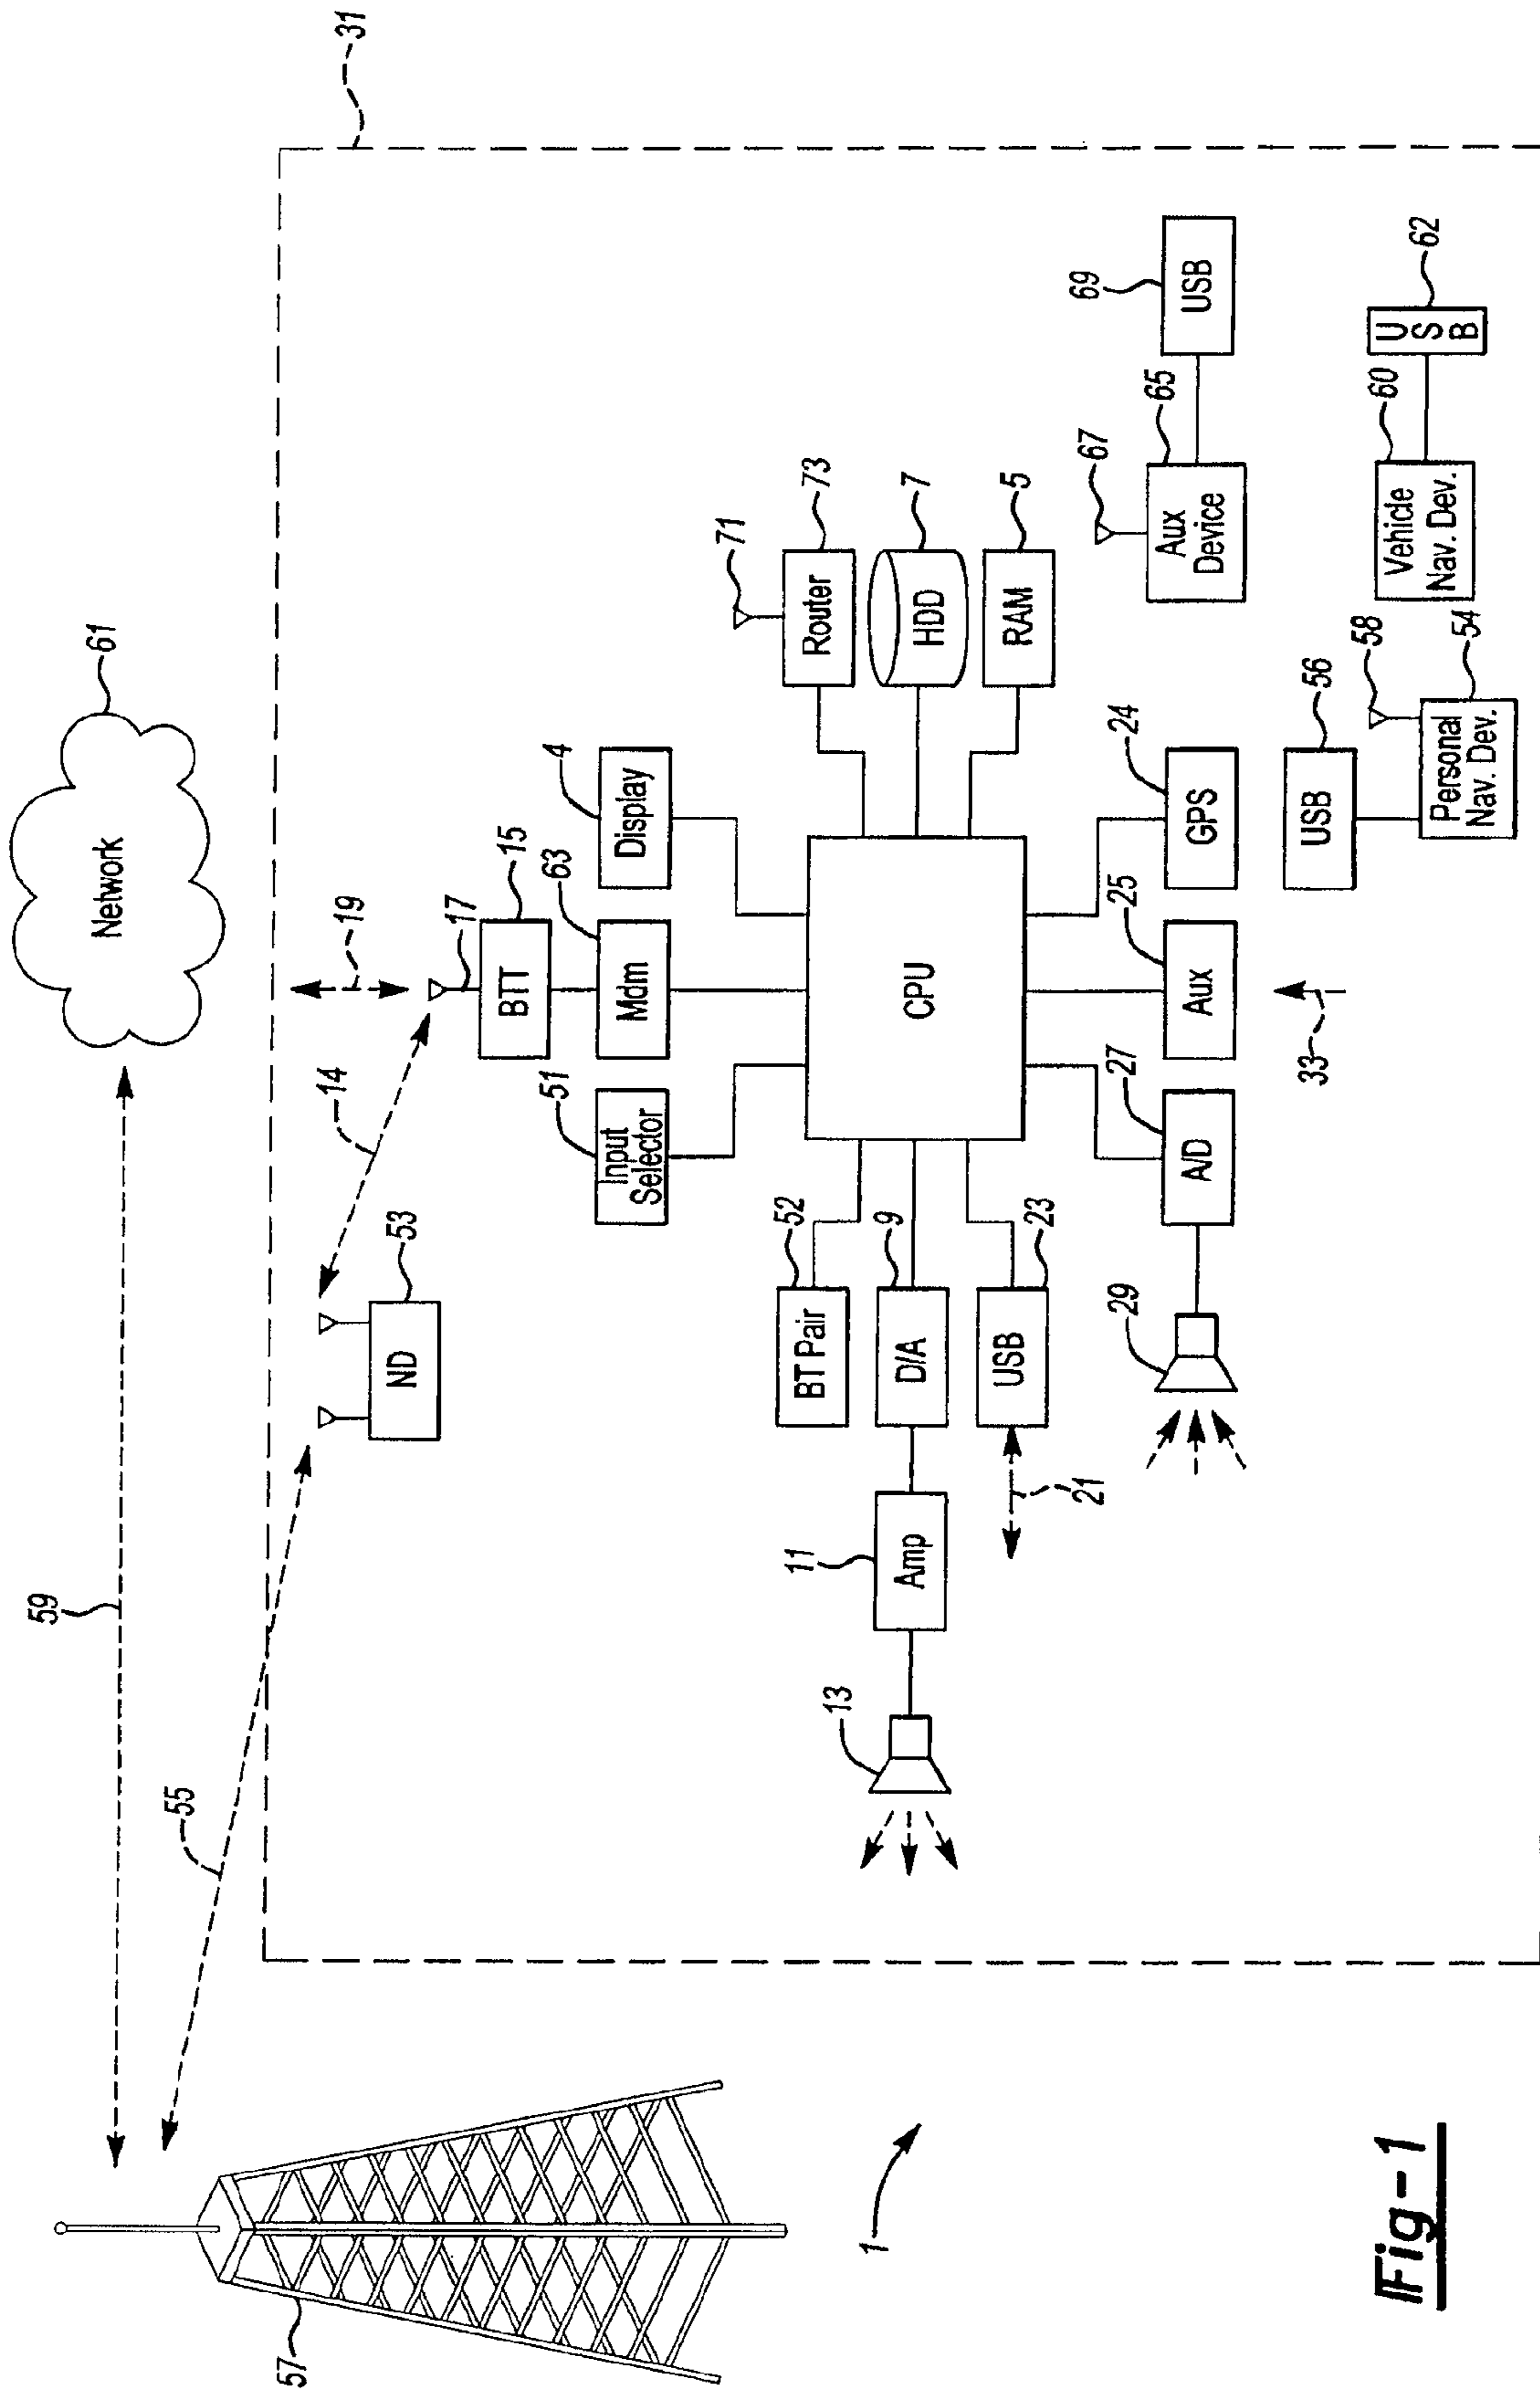 Network
61
59
55
31
57
1
19
14
17
53
ND
15
BTT
63
Mdm
51
Input
Selector
4
Display
71
73
Router
7
HDD
5
RAM
CPU
52
BT Pair
9
D/A
23
USB
11
Amp
13
21
29
27
A/D
25
Aux
24
GPS
33
67
65
Aux
Device
69
USB
56
USB
58
54
Personal
Nav. Dev.
60
Vehicle
Nav. Dev.
62
U
S
B
Fig-1